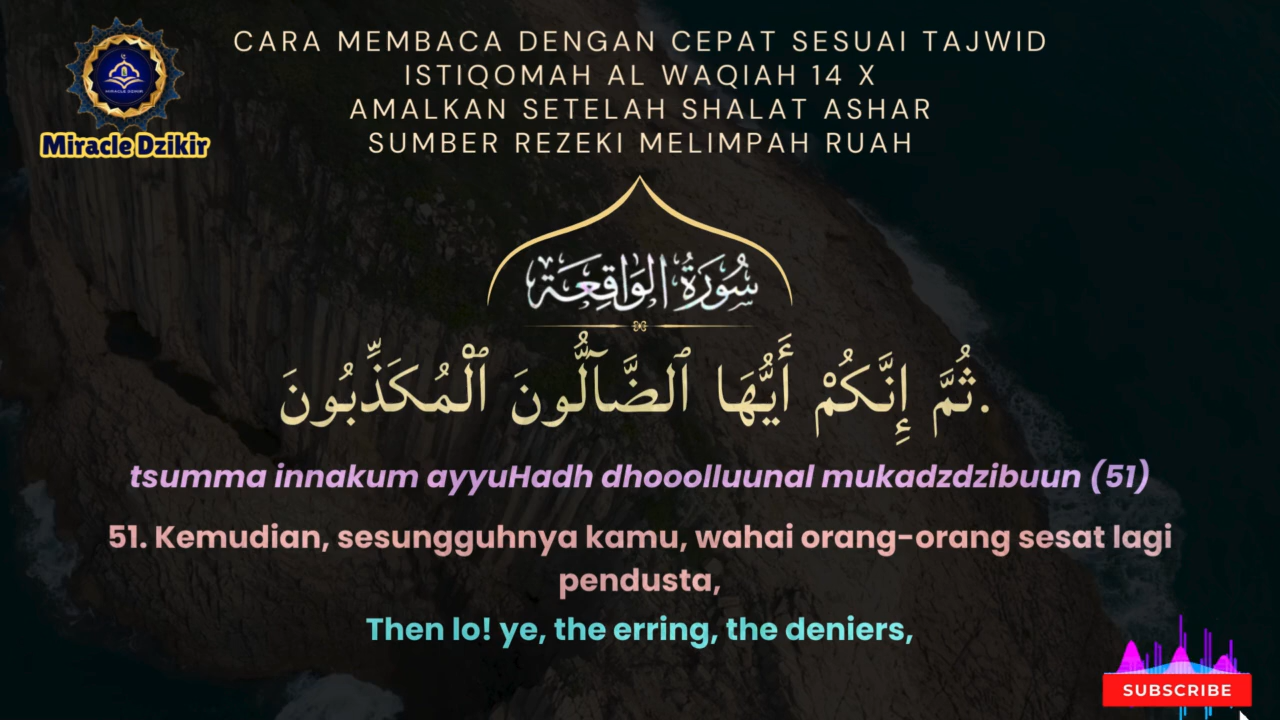 CARA MEMBACA DENGAN CEPAT SESUAI TAJWID
ISTIQOMAH AL WAQIAH 14 X
AMALKAN SETELAH SHALAT ASHAR
SUMBER REZEKI MELIMPAH RUAH
MIRACLE DZIKIR
Miracle Dzikir
سُورَةُ الوَاقِعَة
ثُمَّ إِنَّكُمْ أَيُّهَا ٱلضَّآلُّونَ ٱلْمُكَذِّبُونَ.
tsumma innakum ayyuHadh dhooolluunal mukadzdzibuun (51)
51. Kemudian, sesungguhnya kamu, wahai orang-orang sesat lagi
pendusta,
Then lo! ye, the erring, the deniers,
SUBSCRIBE